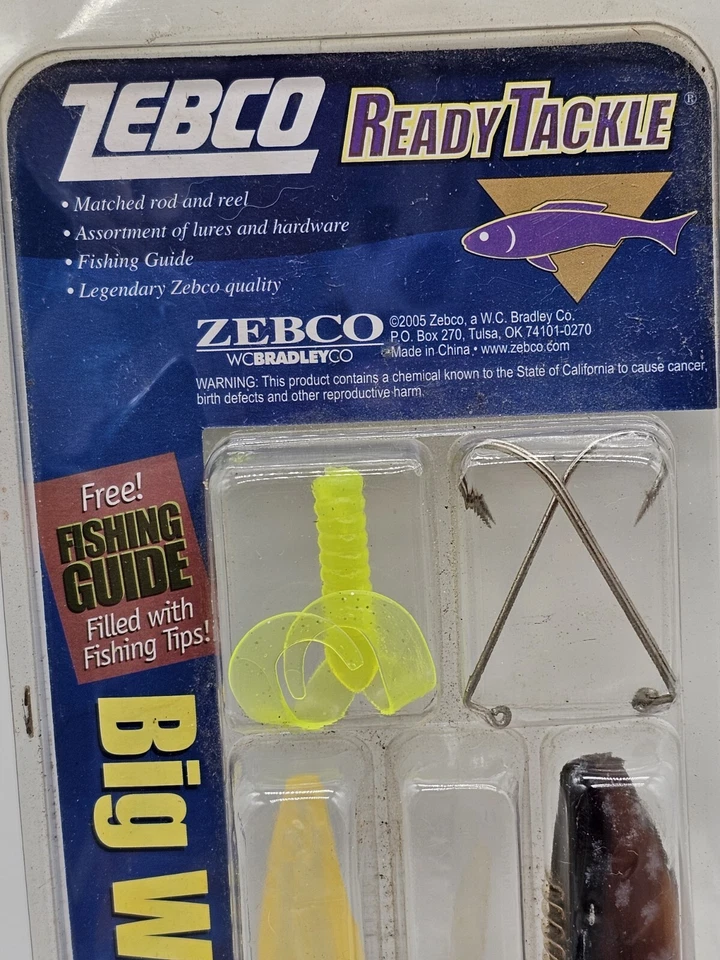 ZEBCO
READY TACKLE®
• Matched rod and reel
• Assortment of lures and hardware
• Fishing Guide
• Legendary Zebco quality
ZEBCO
WCBRADLEYCO
©2005 Zebco, a W.C. Bradley Co.
P.O. Box 270, Tulsa, OK 74101-0270
Made in China • www.zebco.com
WARNING: This product contains a chemical known to the State of California to cause cancer,
birth defects and other reproductive harm.
Free!
FISHING
GUIDE
Filled with
Fishing Tips!
Big W